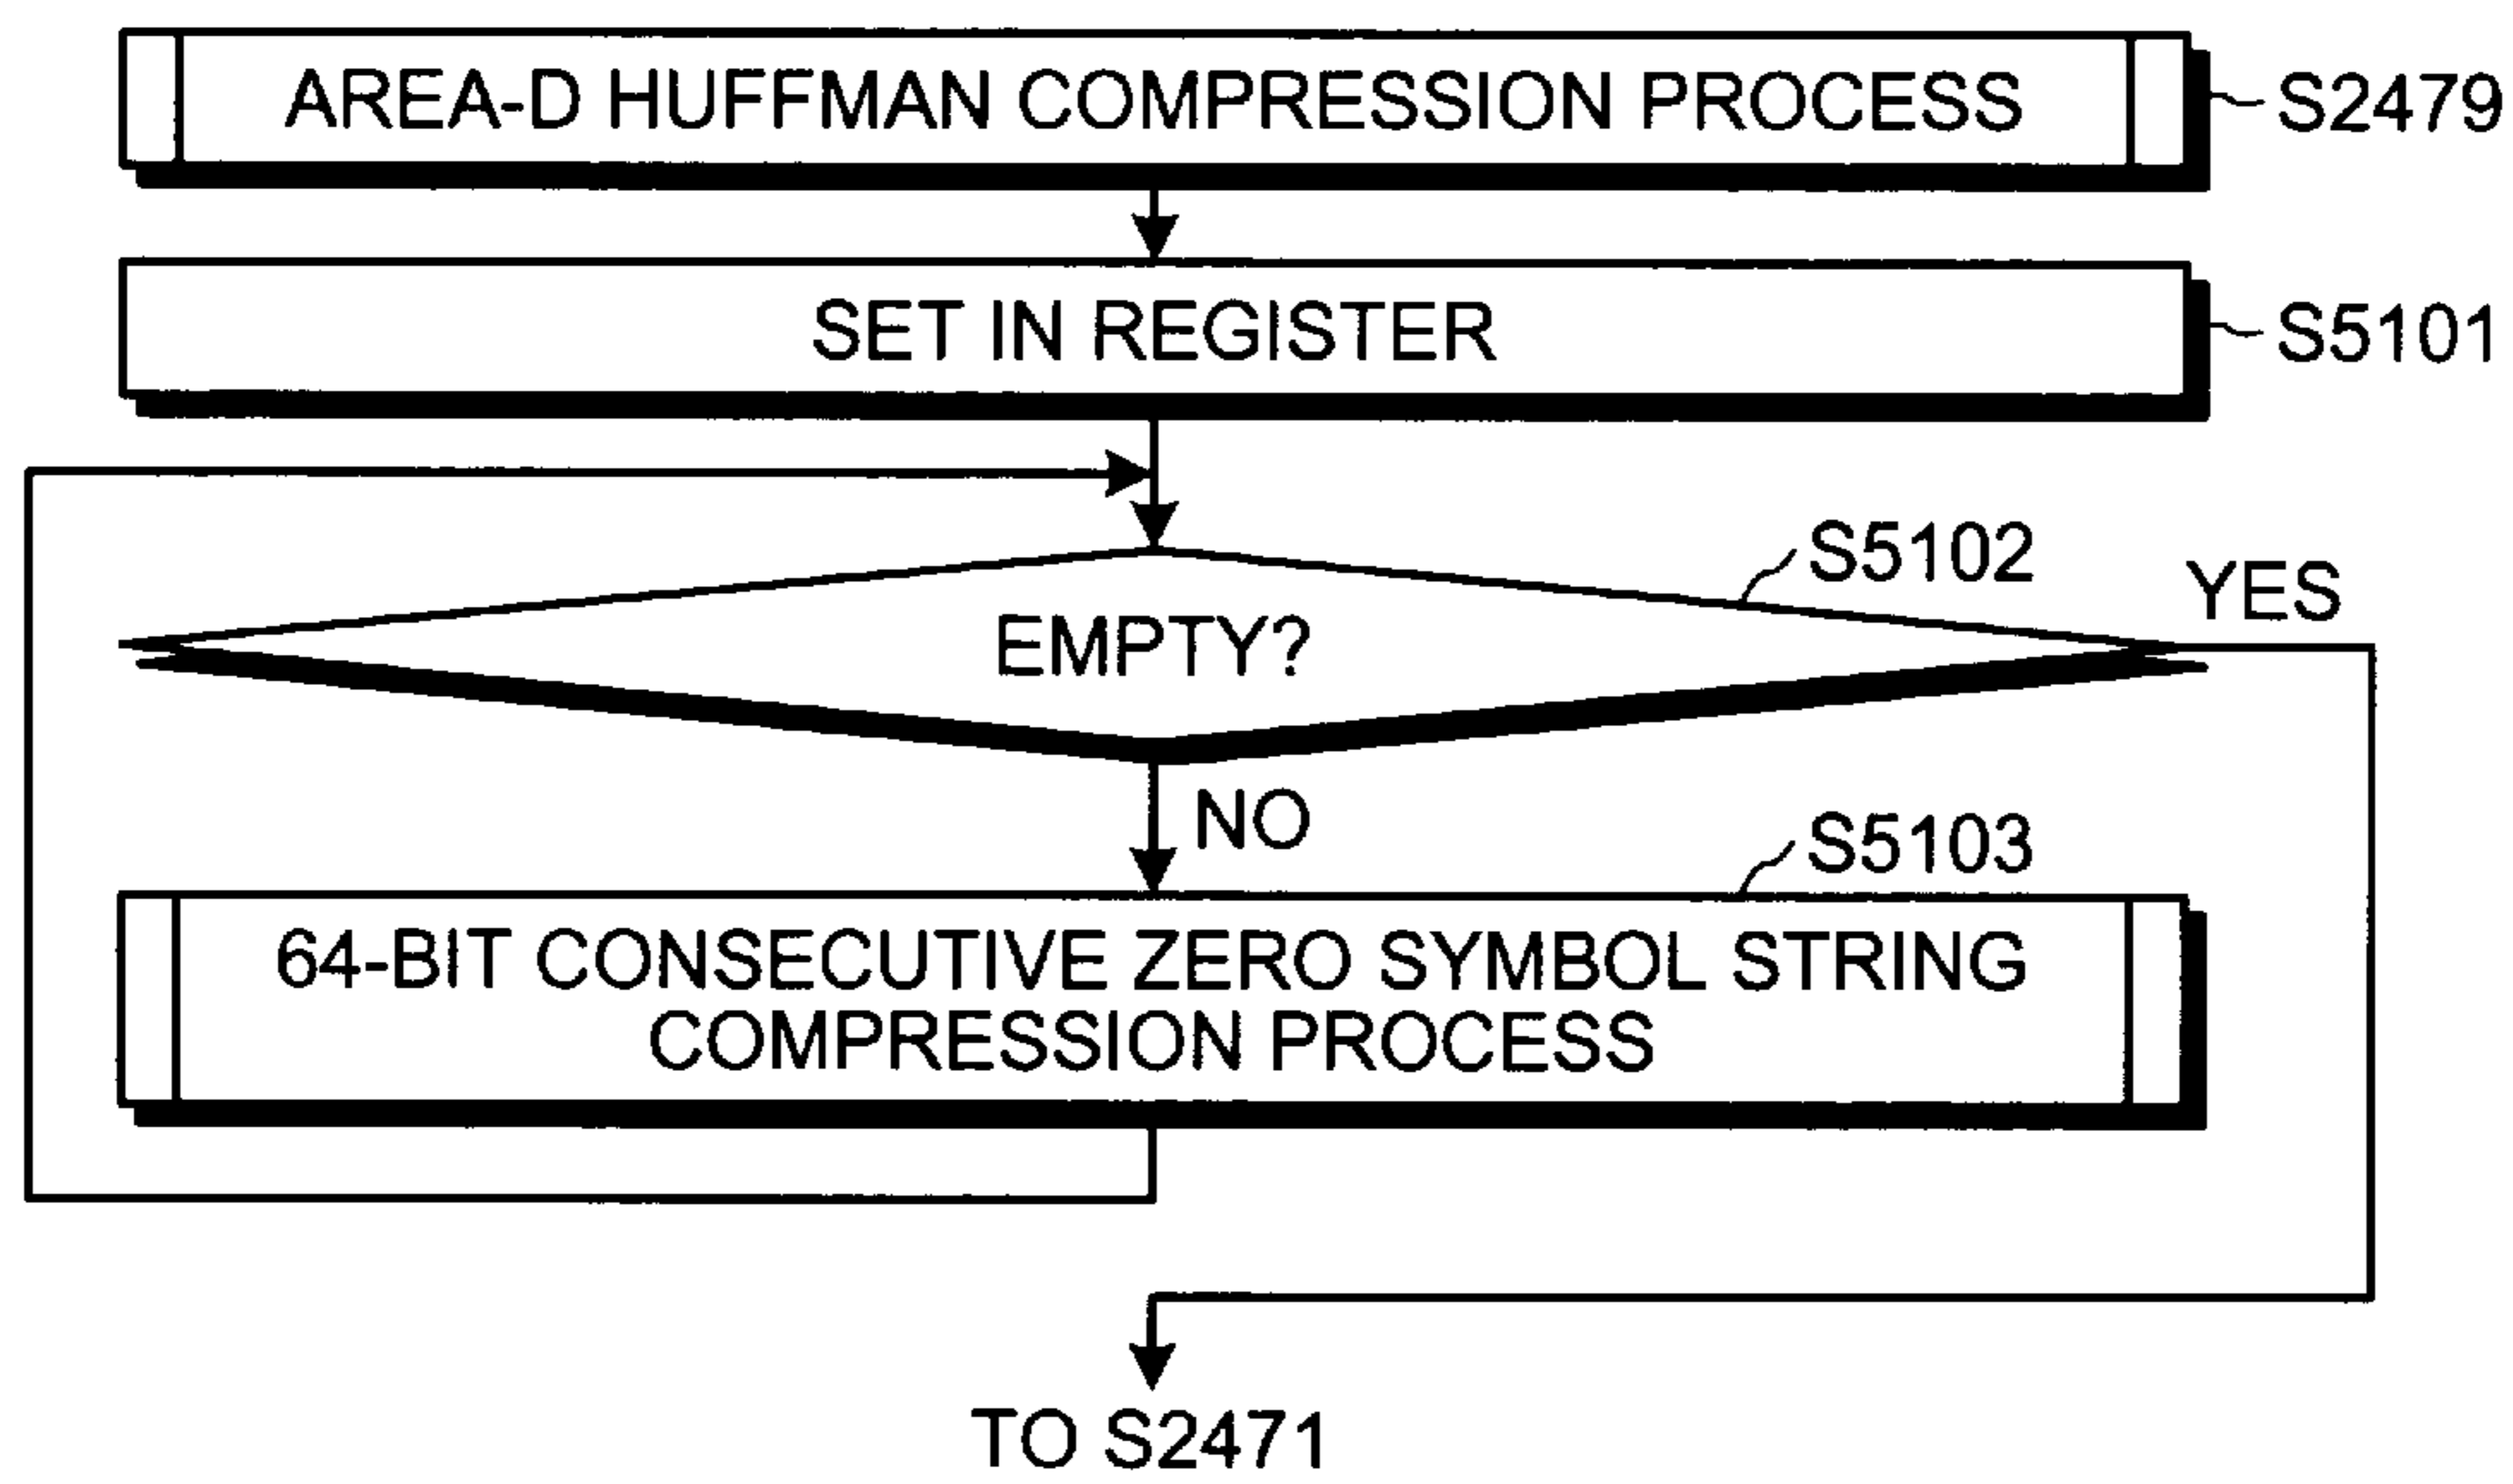 AREA-D HUFFMAN COMPRESSION PROCESS
S2479
SET IN REGISTER
S5101
S5102
YES
EMPTY?
NO
S5103
64-BIT CONSECUTIVE ZERO SYMBOL STRING
COMPRESSION PROCESS
TO S2471